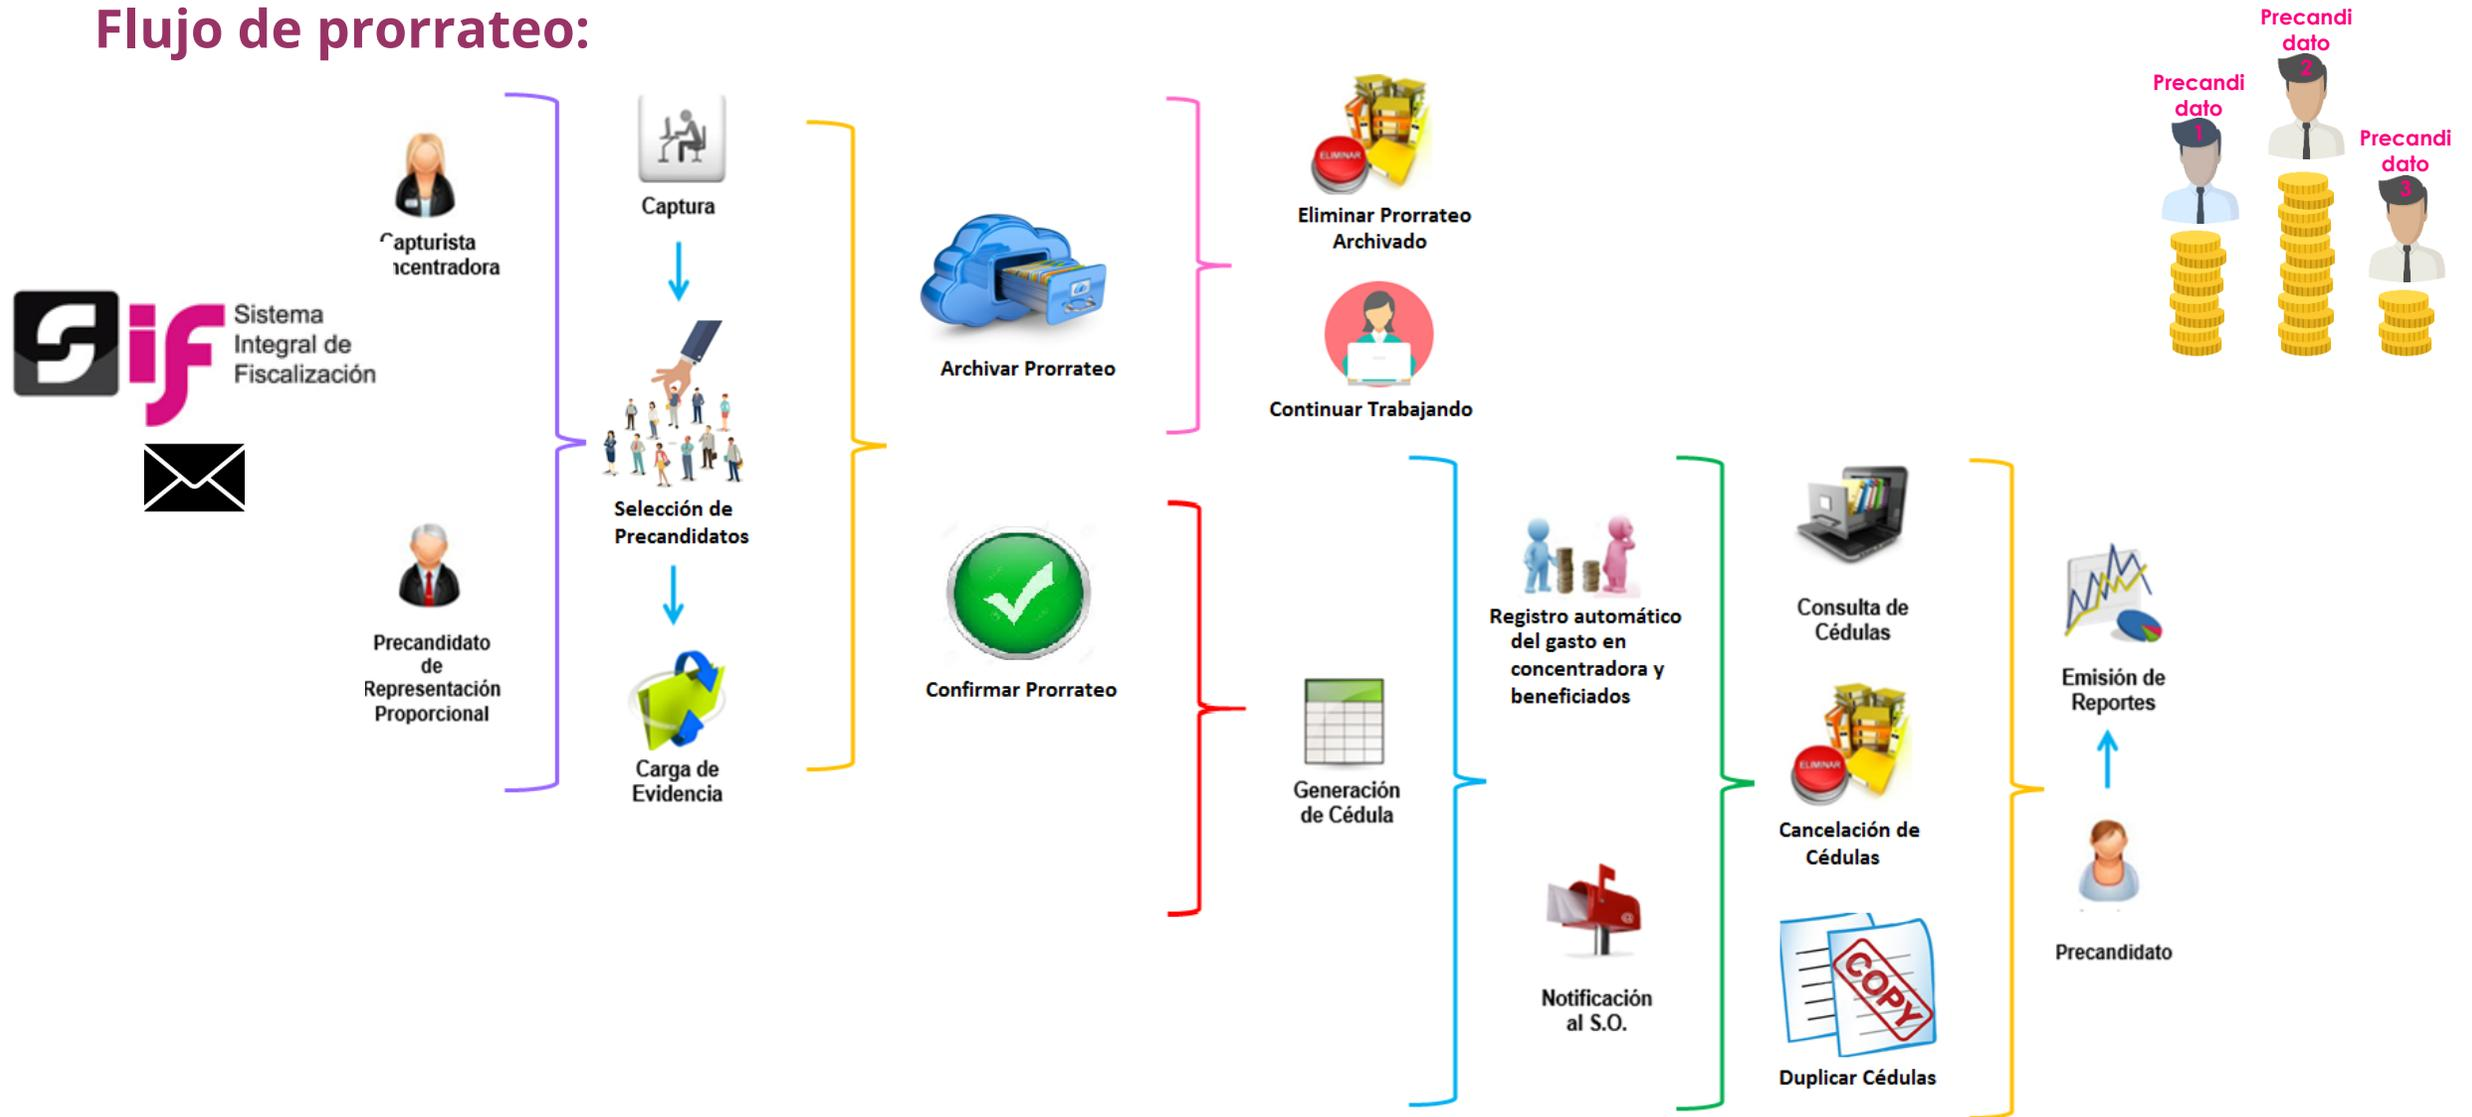 Flujo de prorrateo:
Sif
Sistema
Integral de
Fiscalización
Capturista
ncentradora
Precandidato
de
Representación
Proporcional
Captura
Selección de
Precandidatos
Carga de
Evidencia
Archivar Prorrateo
Confirmar Prorrateo
ELIMINAR
Eliminar Prorrateo
Archivado
Continuar Trabajando
Generación
de Cédula
Registro automático
del gasto en
concentradora y
beneficiados
@
Notificación
al S.O.
Consulta de
Cédulas
ELIMINAR
Cancelación de
Cédulas
COPY
Duplicar Cédulas
Emisión de
Reportes
Precandidato
Precandi
dato
1
Precandi
dato
2
Precandi
dato
3